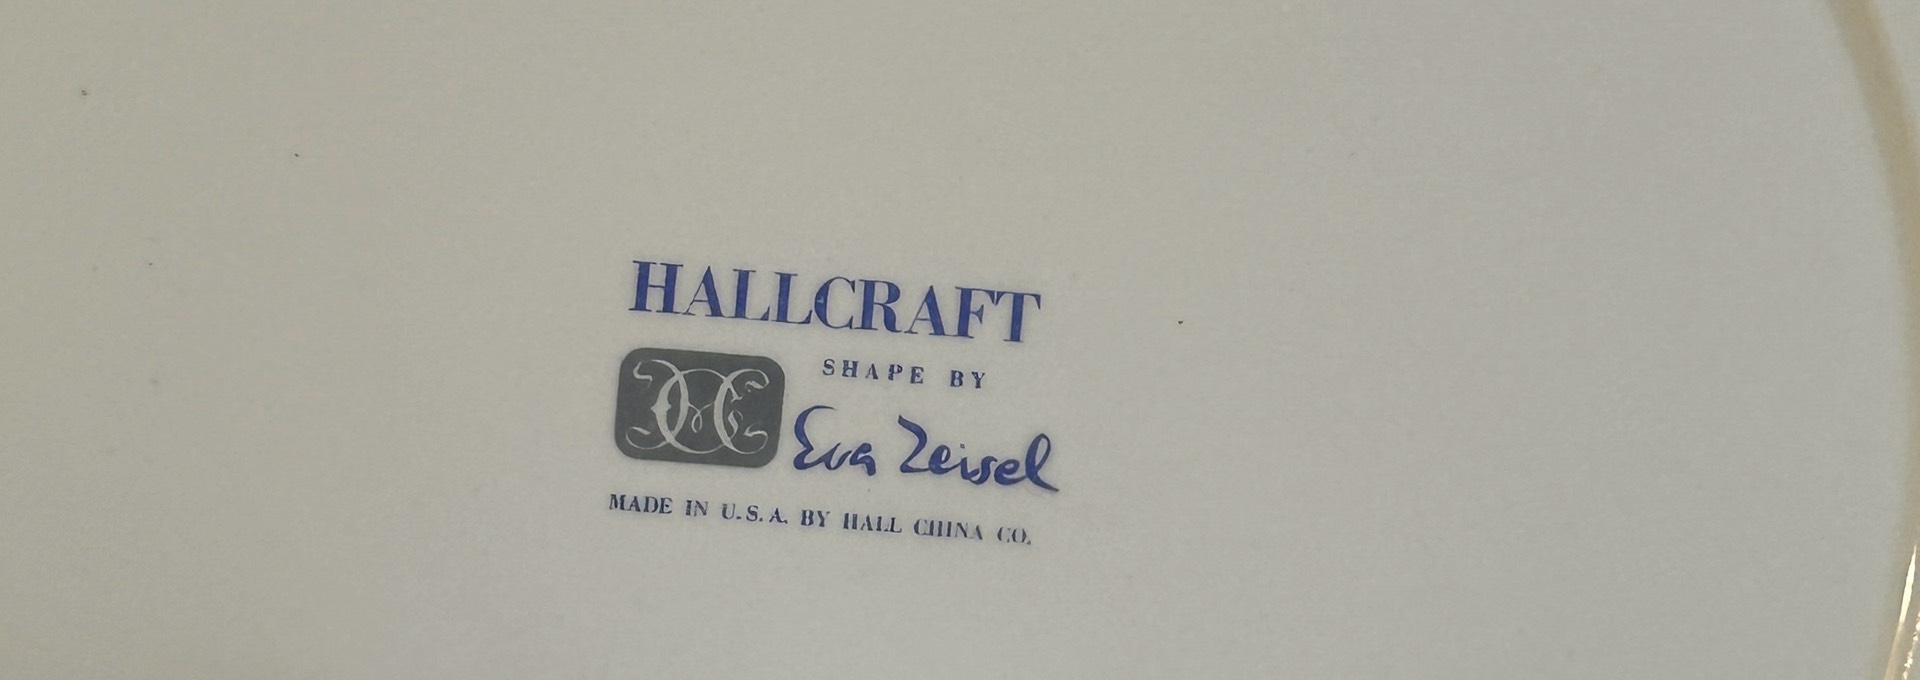 HALLCRAFT
SHAPE BY
Eva Zeisel
MADE IN U.S.A. BY HALL CHINA CO.